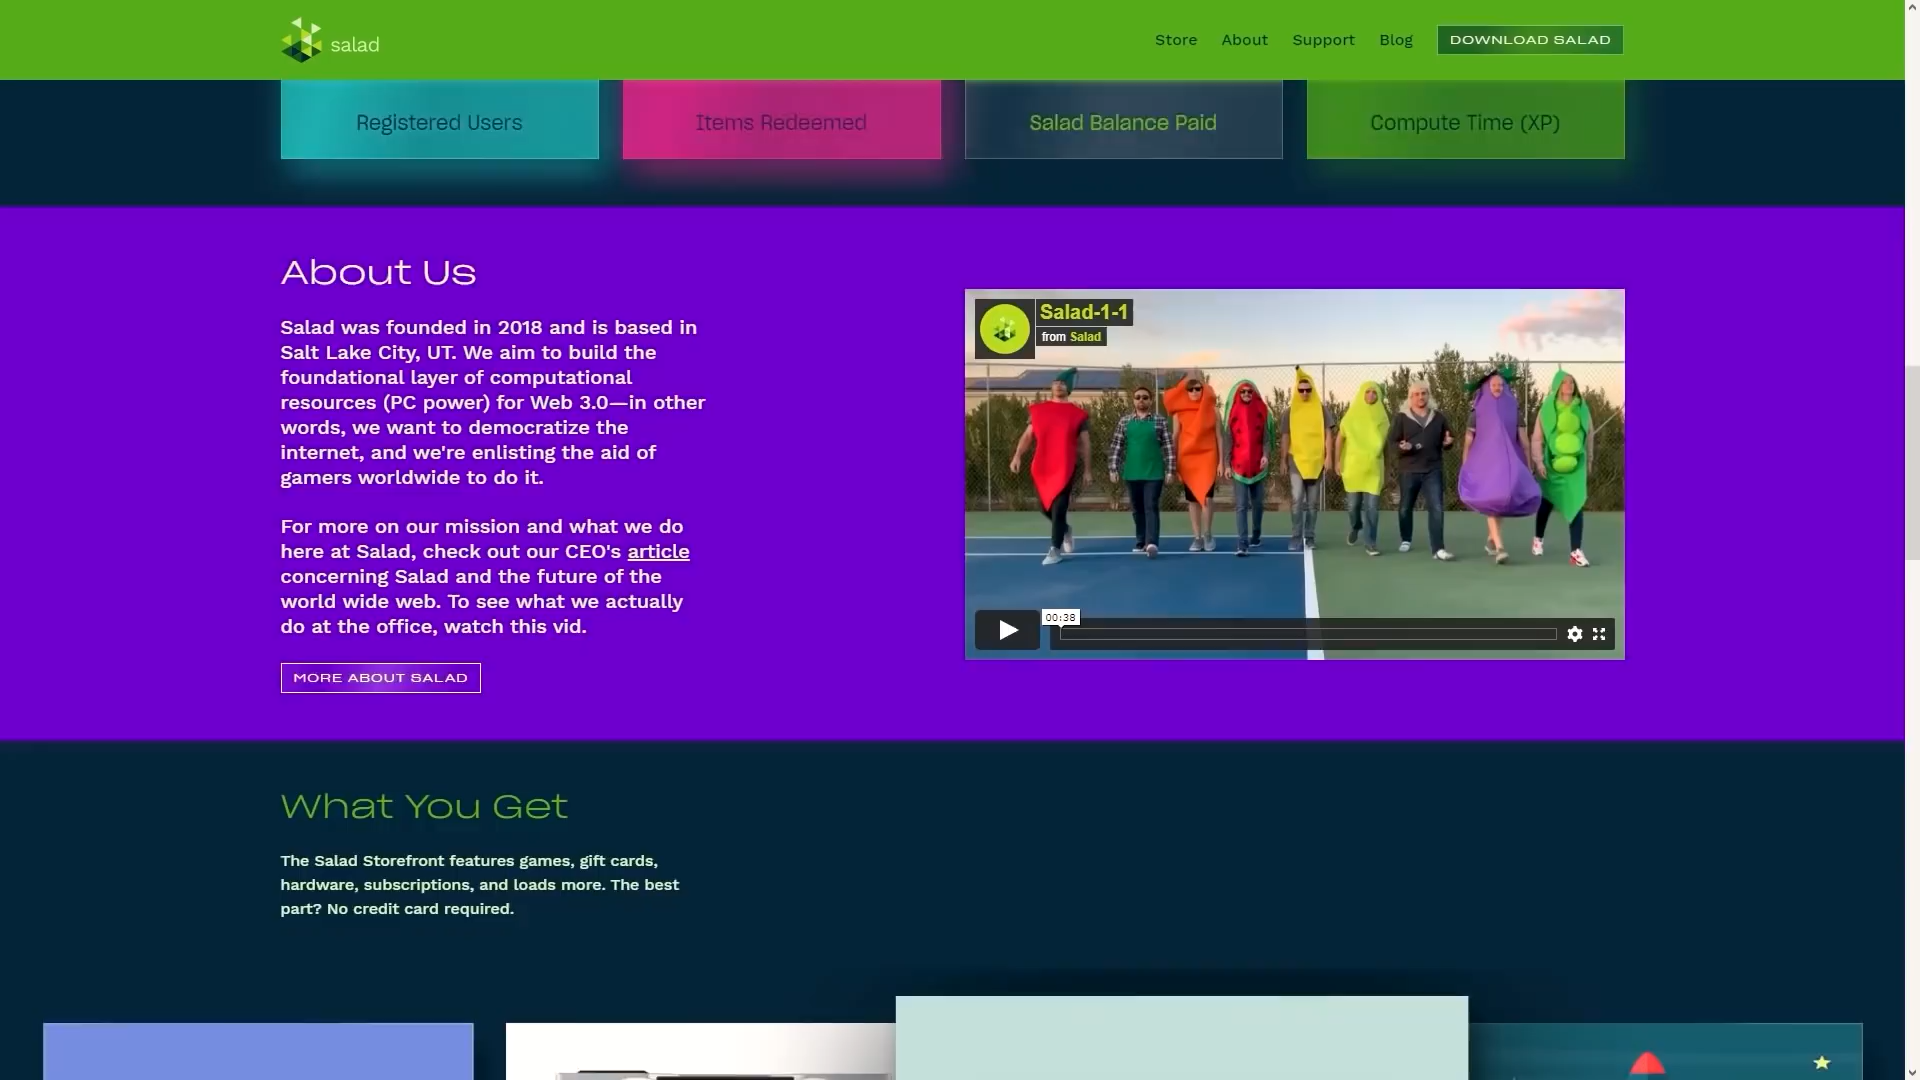 salad
Store
About
Support
Blog
DOWNLOAD SALAD
Registered Users
Items Redeemed
Salad Balance Paid
Compute Time (XP)
About Us
Salad was founded in 2018 and is based in
Salt Lake City, UT. We aim to build the
foundational layer of computational
resources (PC power) for Web 3.0—in other
words, we want to democratize the
internet, and we're enlisting the aid of
gamers worldwide to do it.
For more on our mission and what we do
here at Salad, check out our CEO's article
concerning Salad and the future of the
world wide web. To see what we actually
do at the office, watch this vid.
MORE ABOUT SALAD
Salad-1-1
from Salad
00:38
What You Get
The Salad Storefront features games, gift cards,
hardware, subscriptions, and loads more. The best
part? No credit card required.